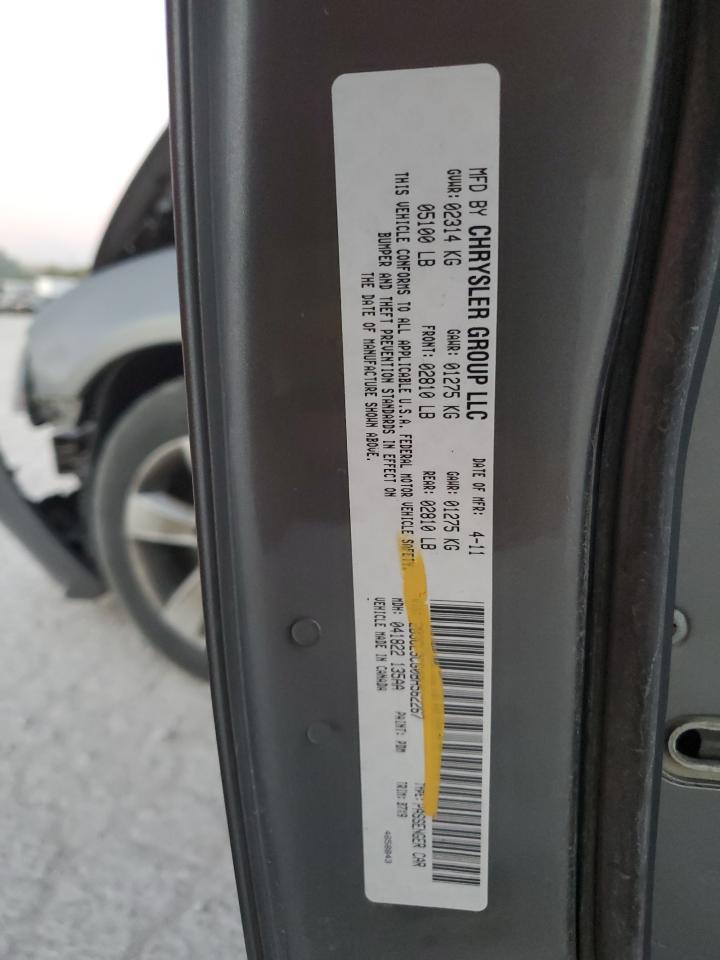 MFD BY CHRYSLER GROUP LLC
DATE OF MFR: 4-11
GVWR: 02314 KG
GAWR: 01275 KG
GAWR: 01275 KG
05100 LB
FRONT: 02810 LB
REAR: 02810 LB
THIS VEHICLE CONFORMS TO ALL APPLICABLE U.S.A. FEDERAL MOTOR VEHICLE SAFETY,
BUMPER AND THEFT PREVENTION STANDARDS IN EFFECT ON
THE DATE OF MANUFACTURE SHOWN ABOVE.
TYPE: PASSENGER CAR
MDH: 041822 135AA
PAINT: PDM
VEHICLE MADE IN CANADA